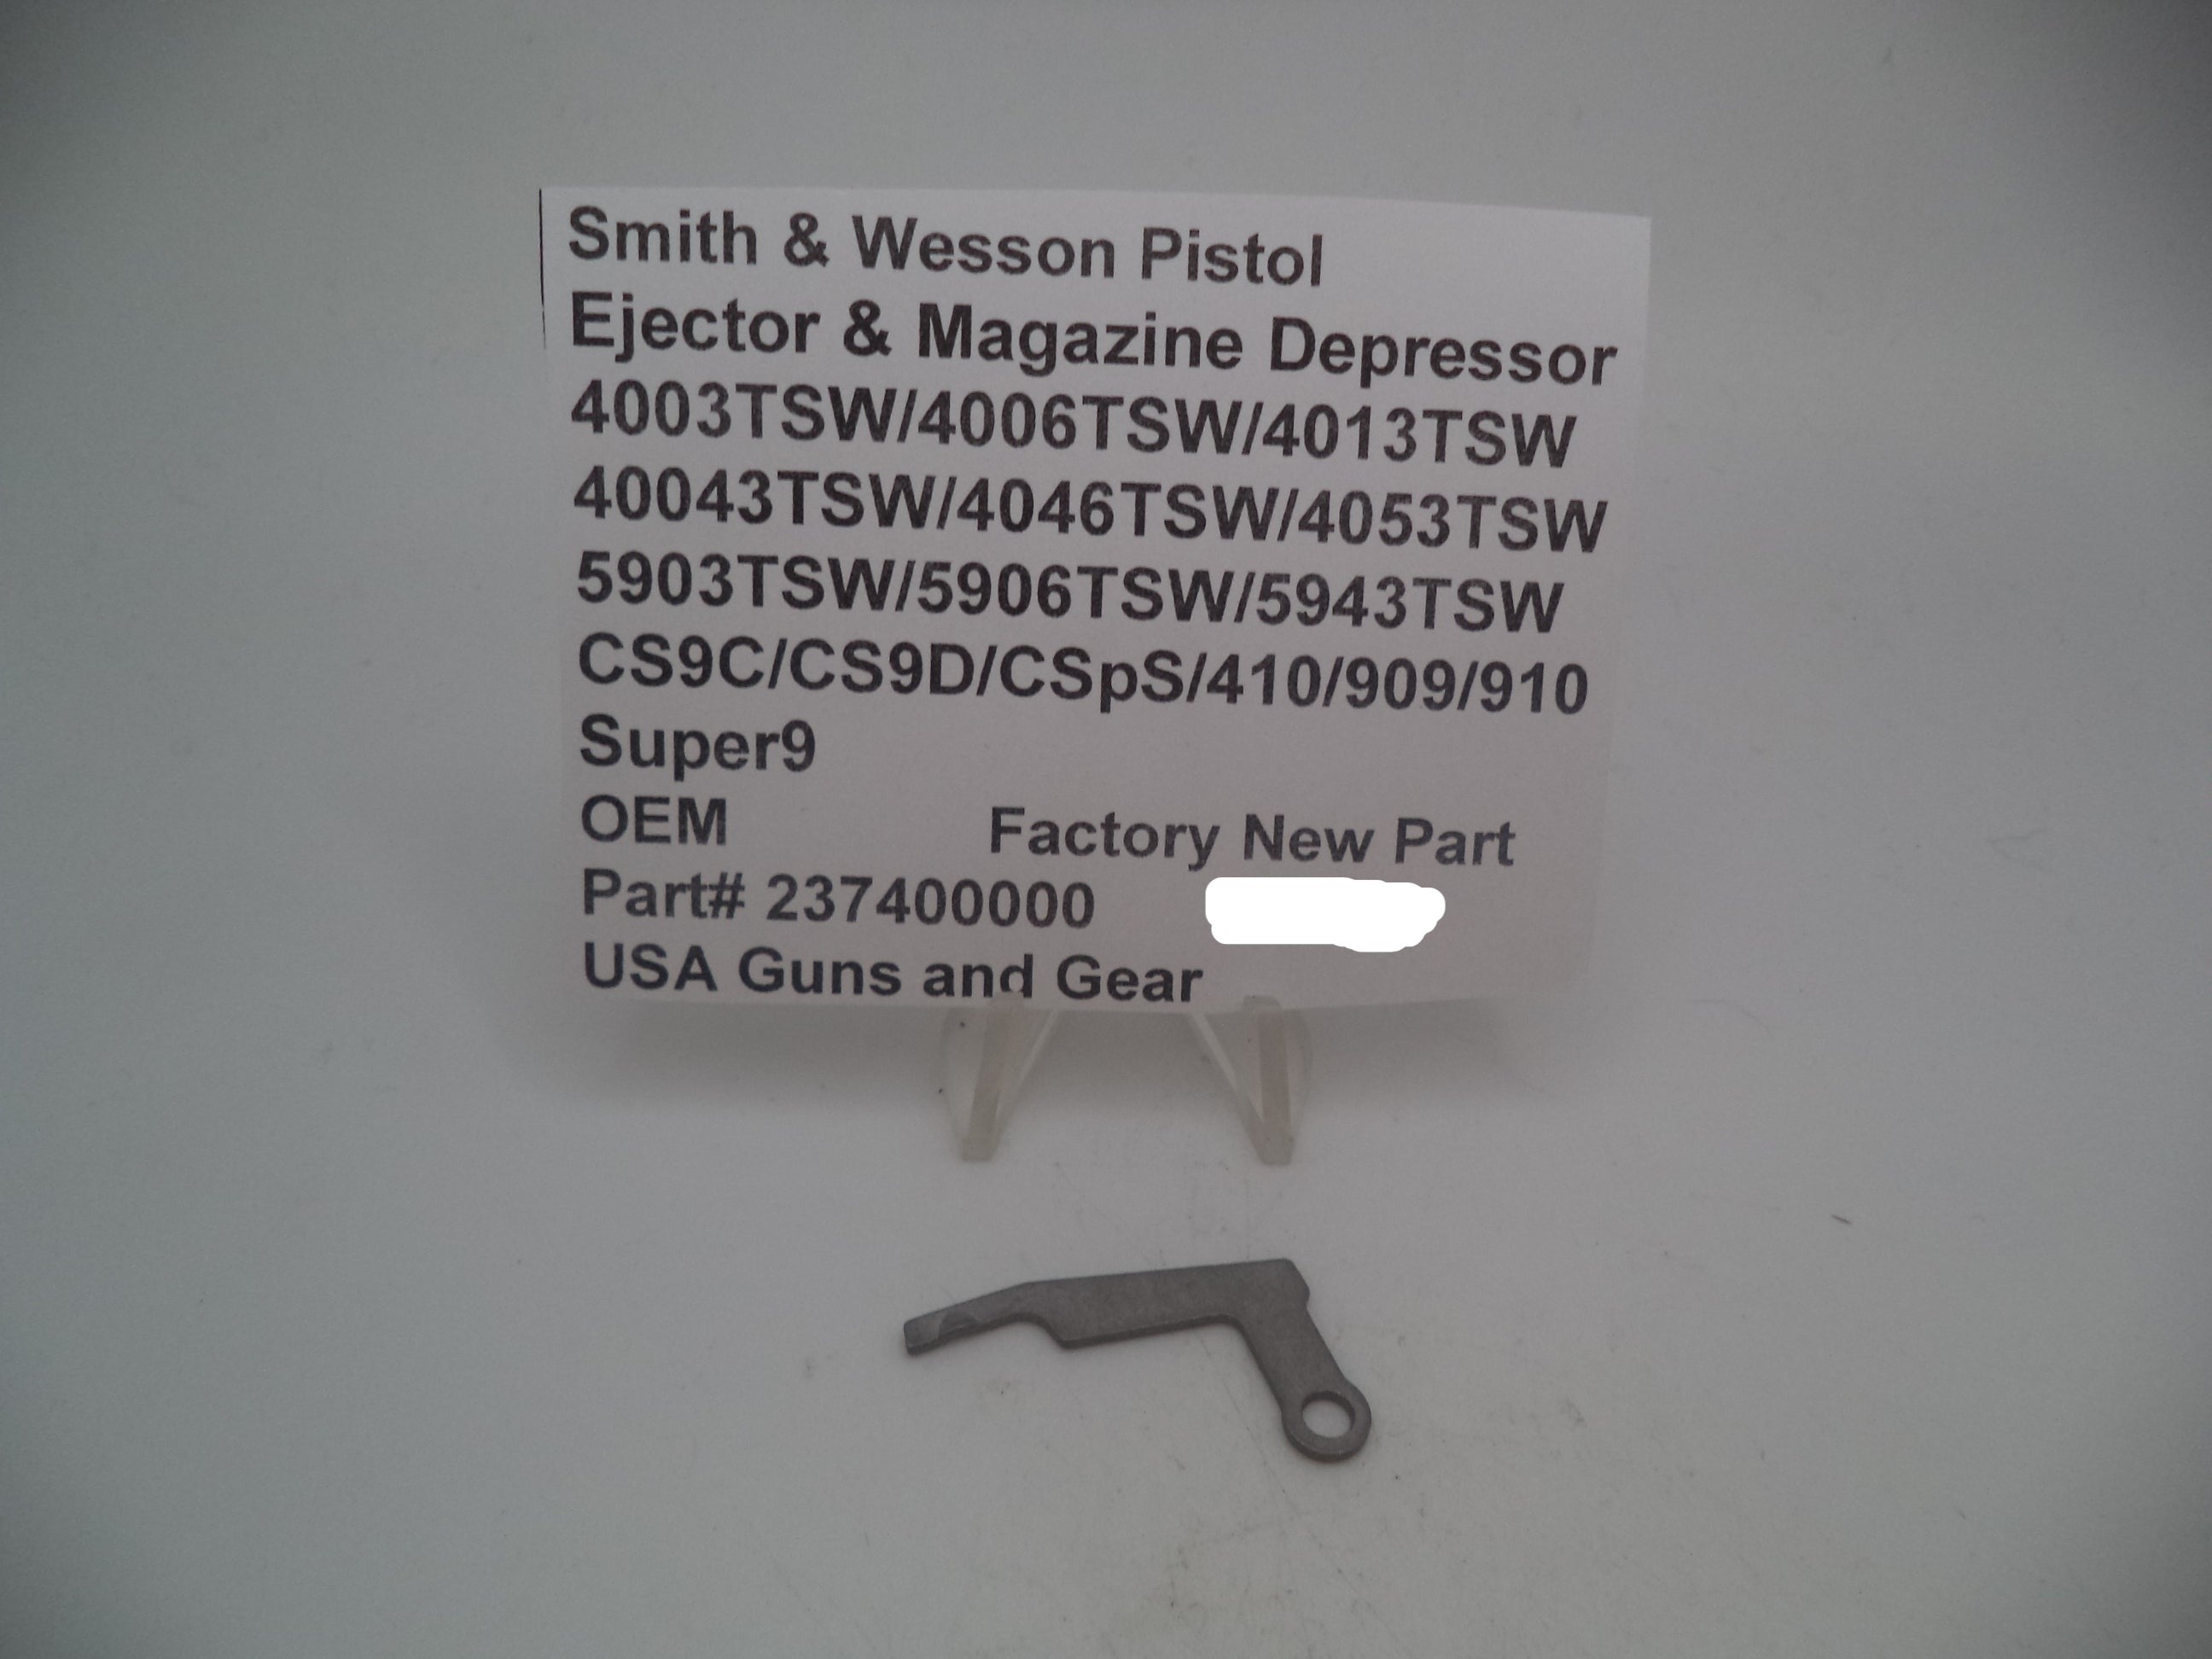 Smith & Wesson Pistol
Ejector & Magazine Depressor
4003TSW/4006TSW/4013TSW
40043TSW/4046TSW/4053TSW
5903TSW/5906TSW/5943TSW
CS9C/CS9D/CSpS/410/909/910
Super9
OEM Factory New Part
Part# 237400000
USA Guns and Gear